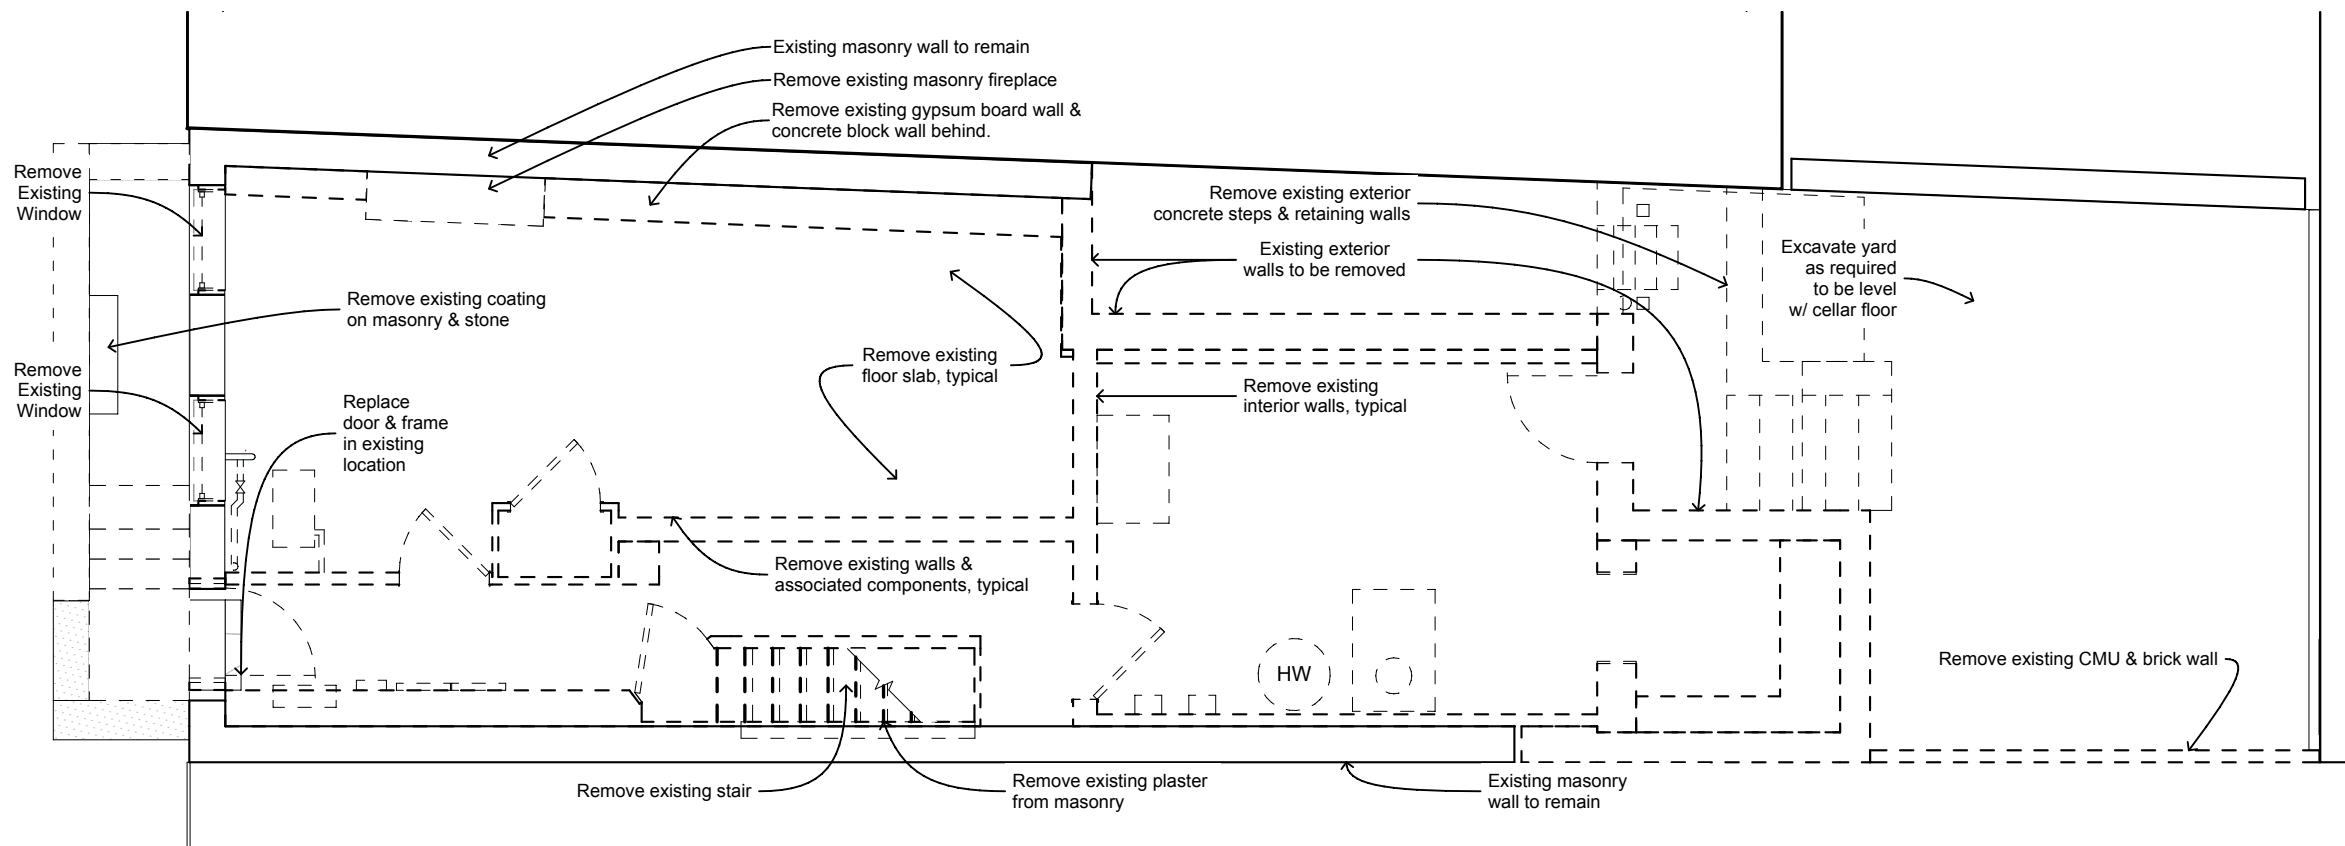 Existing masonry wall to remain
Remove existing masonry fireplace
Remove existing gypsum board wall &
concrete block wall behind.
Remove
Existing
Window
Remove existing exterior
concrete steps & retaining walls
Existing exterior
walls to be removed
Excavate yard
as required
to be level
w/ cellar floor
Remove existing coating
on masonry & stone
Remove existing
floor slab, typical
Remove
Existing
Window
Replace
door & frame
in existing
location
Remove existing
interior walls, typical
Remove existing walls &
associated components, typical
HW
Remove existing CMU & brick wall
Remove existing stair
Remove existing plaster
from masonry
Existing masonry
wall to remain